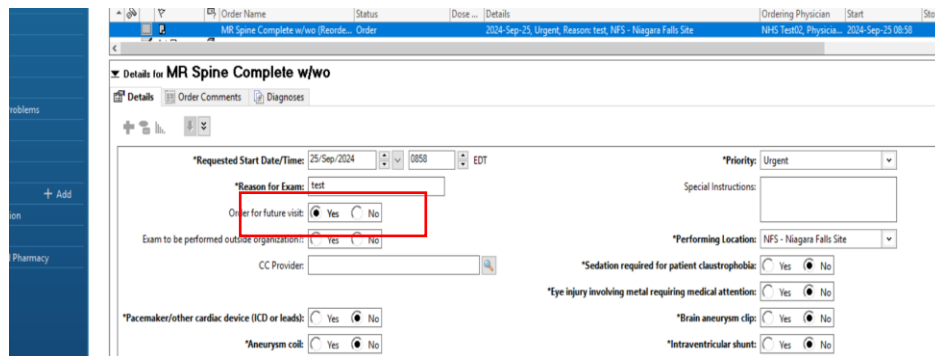 Order Name Status Dose ... Details Ordering Physician Start Sto
MR Spine Complete w/wo (Reorde... Order 2024-Sep-25, Urgent, Reason: test, NFS - Niagara Falls Site NHS Test02, Physicia... 2024-Sep-25 08:58
Details for MR Spine Complete w/wo
Details Order Comments Diagnoses
roblems
*Requested Start Date/Time: 25/Sep/2024 0858 EDT *Priority: Urgent
*Reason for Exam: test Special Instructions:
+ Add
Order for future visit: Yes No
ion
Exam to be performed outside organization?: Yes No *Performing Location: NFS - Niagara Falls Site
l Pharmacy
CC Provider: *Sedation required for patient claustrophobia: Yes No
*Eye injury involving metal requiring medical attention: Yes No
*Pacemaker/other cardiac device (ICD or leads): Yes No *Brain aneurysm clip: Yes No
*Aneurysm coil: Yes No *Intraventricular shunt: Yes No